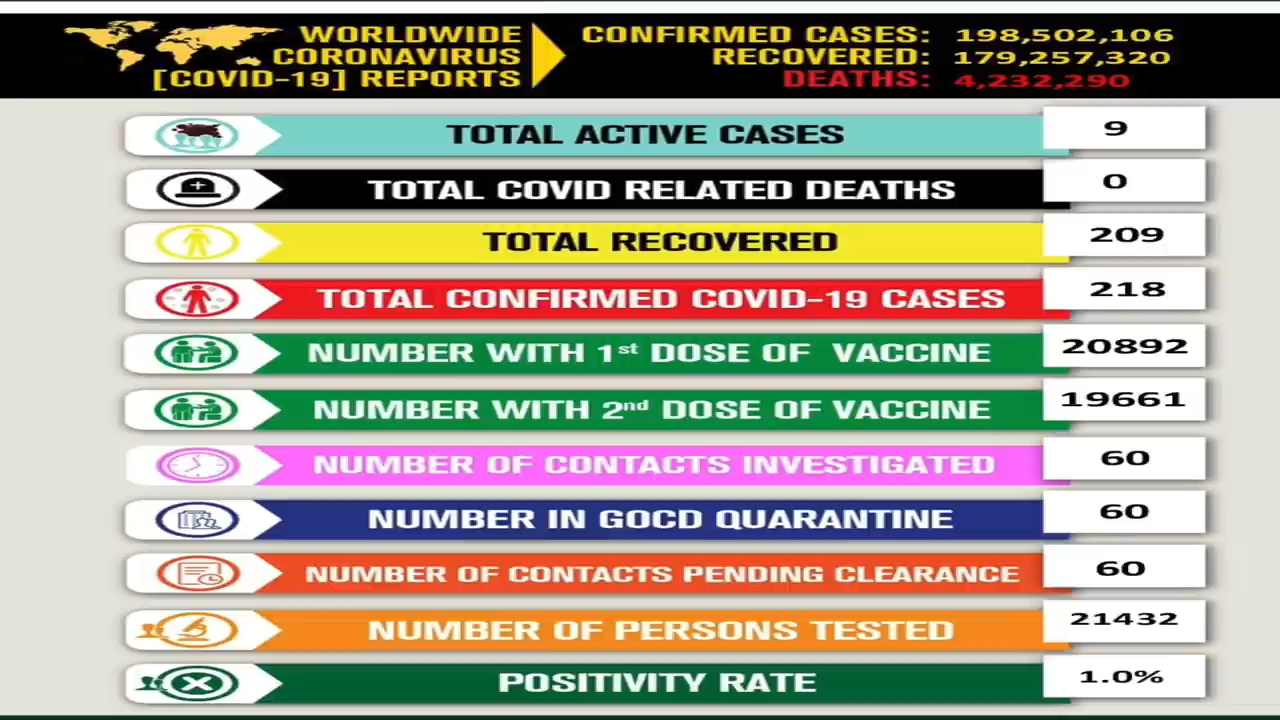 WORLDWIDE
CORONAVIRUS
[COVID-19] REPORTS
CONFIRMED CASES: 198,502,106
RECOVERED: 179,257,320
DEATHS: 4,232,290
TOTAL ACTIVE CASES 9
TOTAL COVID RELATED DEATHS 0
TOTAL RECOVERED 209
TOTAL CONFIRMED COVID-19 CASES 218
NUMBER WITH 1st DOSE OF VACCINE 20892
NUMBER WITH 2nd DOSE OF VACCINE 19661
NUMBER OF CONTACTS INVESTIGATED 60
NUMBER IN GOCD QUARANTINE 60
NUMBER OF CONTACTS PENDING CLEARANCE 60
NUMBER OF PERSONS TESTED 21432
POSITIVITY RATE 1.0%